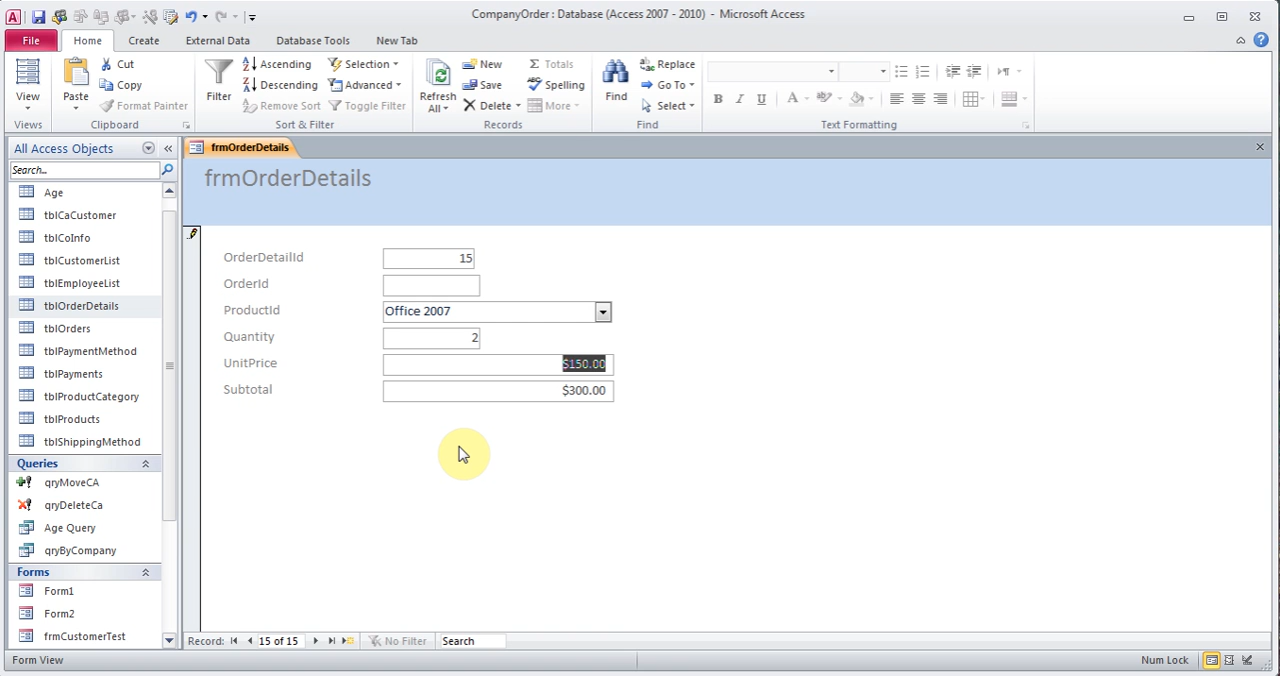 CompanyOrder : Database (Access 2007 - 2010) - Microsoft Access
File Home Create External Data Database Tools New Tab
View
Views
Paste
Cut
Copy
Format Painter
Clipboard
Filter
Ascending
Descending
Remove Sort
Selection
Advanced
Toggle Filter
Sort & Filter
Refresh
All
New
Save
Delete
Totals
Spelling
More
Records
Find
Replace
Go To
Select
Find
B I U A
Text Formatting
All Access Objects
Search...
Age
tblCaCustomer
tblCoInfo
tblCustomerList
tblEmployeeList
tblOrderDetails
tblOrders
tblPaymentMethod
tblPayments
tblProductCategory
tblProducts
tblShippingMethod
Queries
qryMoveCA
qryDeleteCa
Age Query
qryByCompany
Forms
Form1
Form2
frmCustomerTest
frmOrderDetails
frmOrderDetails
OrderDetailId 15
OrderId
ProductId Office 2007
Quantity 2
UnitPrice $150.00
Subtotal $300.00
Record: 15 of 15 No Filter Search
Form View Num Lock